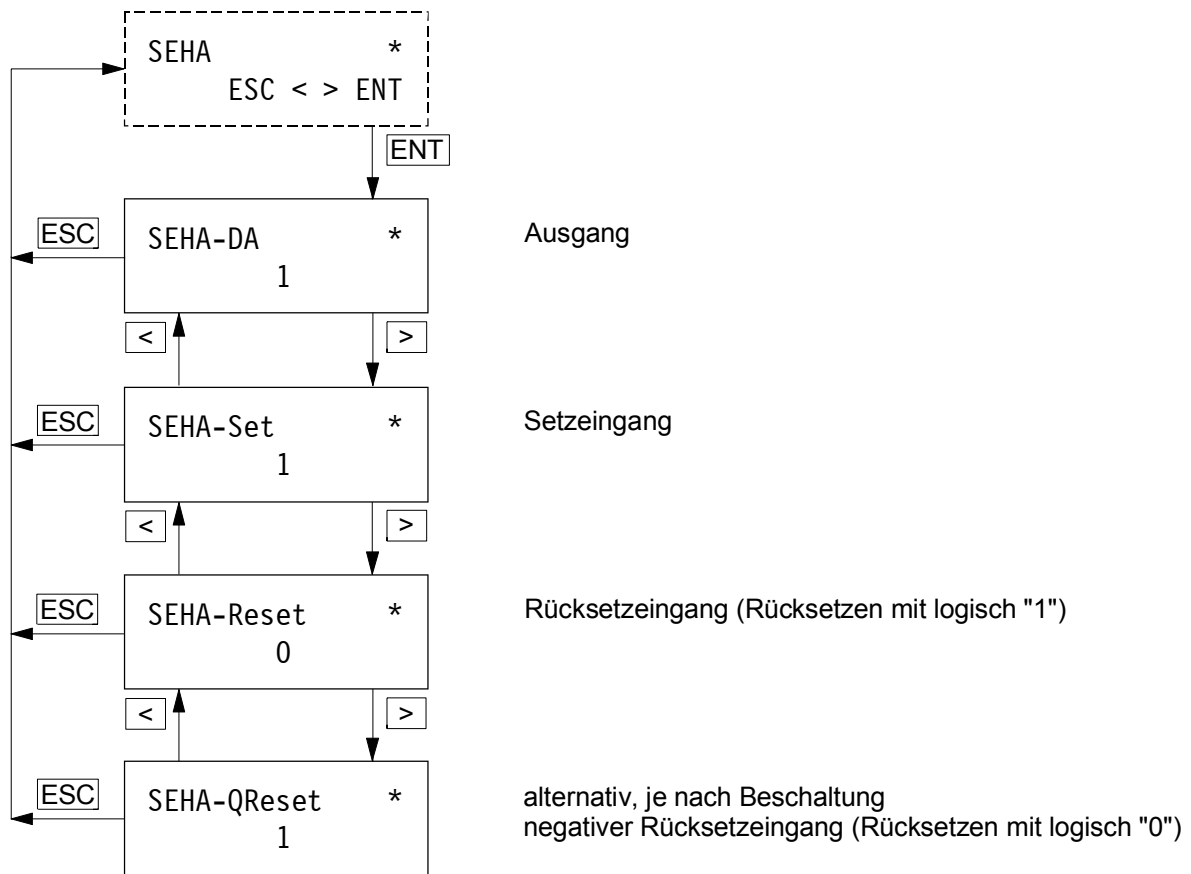 SEHA *
ESC < > ENT
ENT
ESC
SEHA-DA *
1
Ausgang
<
>
ESC
SEHA-Set *
1
Setzeingang
<
>
ESC
SEHA-Reset *
0
Rücksetzeingang (Rücksetzen mit logisch "1")
<
>
ESC
SEHA-QReset *
1
alternativ, je nach Beschaltung
negativer Rücksetzeingang (Rücksetzen mit logisch "0")